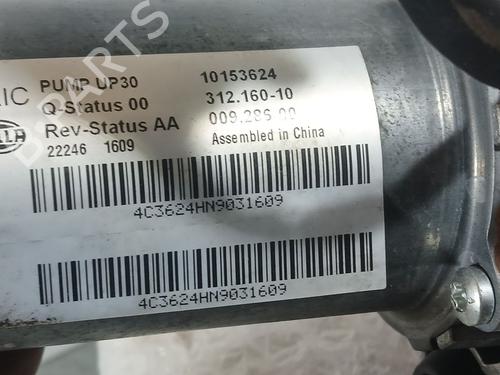 PUMP UP30 10153624
Q-Status 00 312.160-10
Rev-Status AA 009.286 00
22246 1609 Assembled in China
4C3624HN9031609
4C3624HN9031609